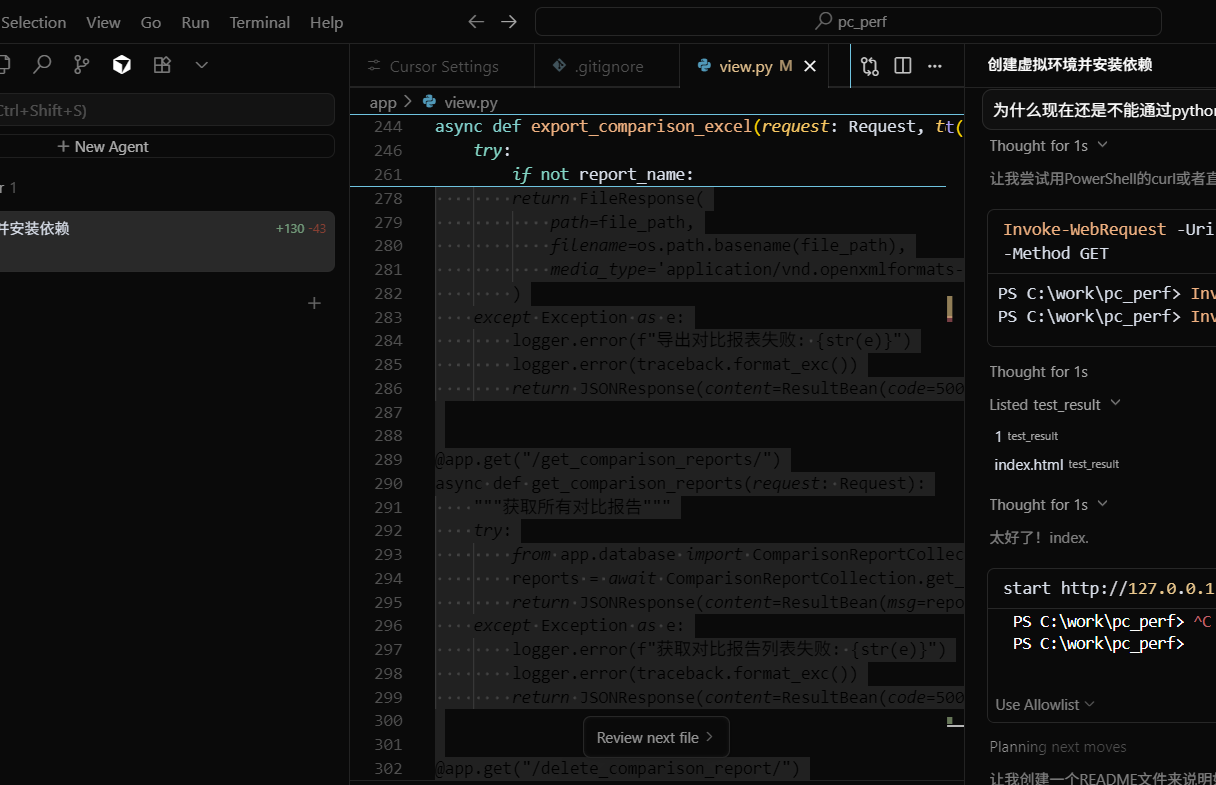 Selection View Go Run Terminal Help
pc_perf
Ctrl+Shift+S)
New Agent
r 1
并安装依赖 +130 -43
Cursor Settings .gitignore view.py M
app > view.py
244 async def export_comparison_excel(request: Request, tt(
246 try:
261 if not report_name:
278 return FileResponse(
279 path=file_path,
280 filename=os.path.basename(file_path),
281 media_type='application/vnd.openxmlformats-
282 )
283 except Exception as e:
284 logger.error(f"导出对比报表失败: {str(e)}")
285 logger.error(traceback.format_exc())
286 return JSONResponse(content=ResultBean(code=500
287
288
289 @app.get("/get_comparison_reports/")
290 async def get_comparison_reports(request: Request):
291 """获取所有对比报告"""
292 try:
293 from app.database import ComparisonReportCollec
294 reports = await ComparisonReportCollection.get_
295 return JSONResponse(content=ResultBean(msg=repo
296 except Exception as e:
297 logger.error(f"获取对比报告列表失败: {str(e)}")
298 logger.error(traceback.format_exc())
299 return JSONResponse(content=ResultBean(code=500
300
301
302 @app.get("/delete_comparison_report/")
Review next file
创建虚拟环境并安装依赖
为什么现在还是不能通过python
Thought for 1s
让我尝试用PowerShell的curl或者直
Invoke-WebRequest -Uri
-Method GET
PS C:\work\pc_perf> Inv
PS C:\work\pc_perf> Inv
Thought for 1s
Listed test_result
1 test_result
index.html test_result
Thought for 1s
太好了！index.
start http://127.0.0.1
PS C:\work\pc_perf> ^C
PS C:\work\pc_perf>
Use Allowlist
Planning next moves
让我创建一个README文件来说明如